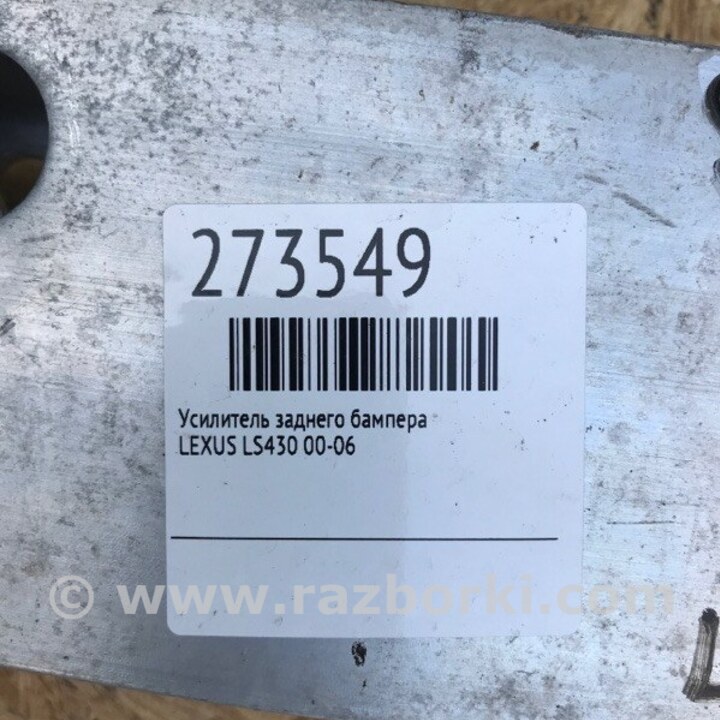 273549
Усилитель заднего бампера
LEXUS LS430 00-06
© www.razborki.com